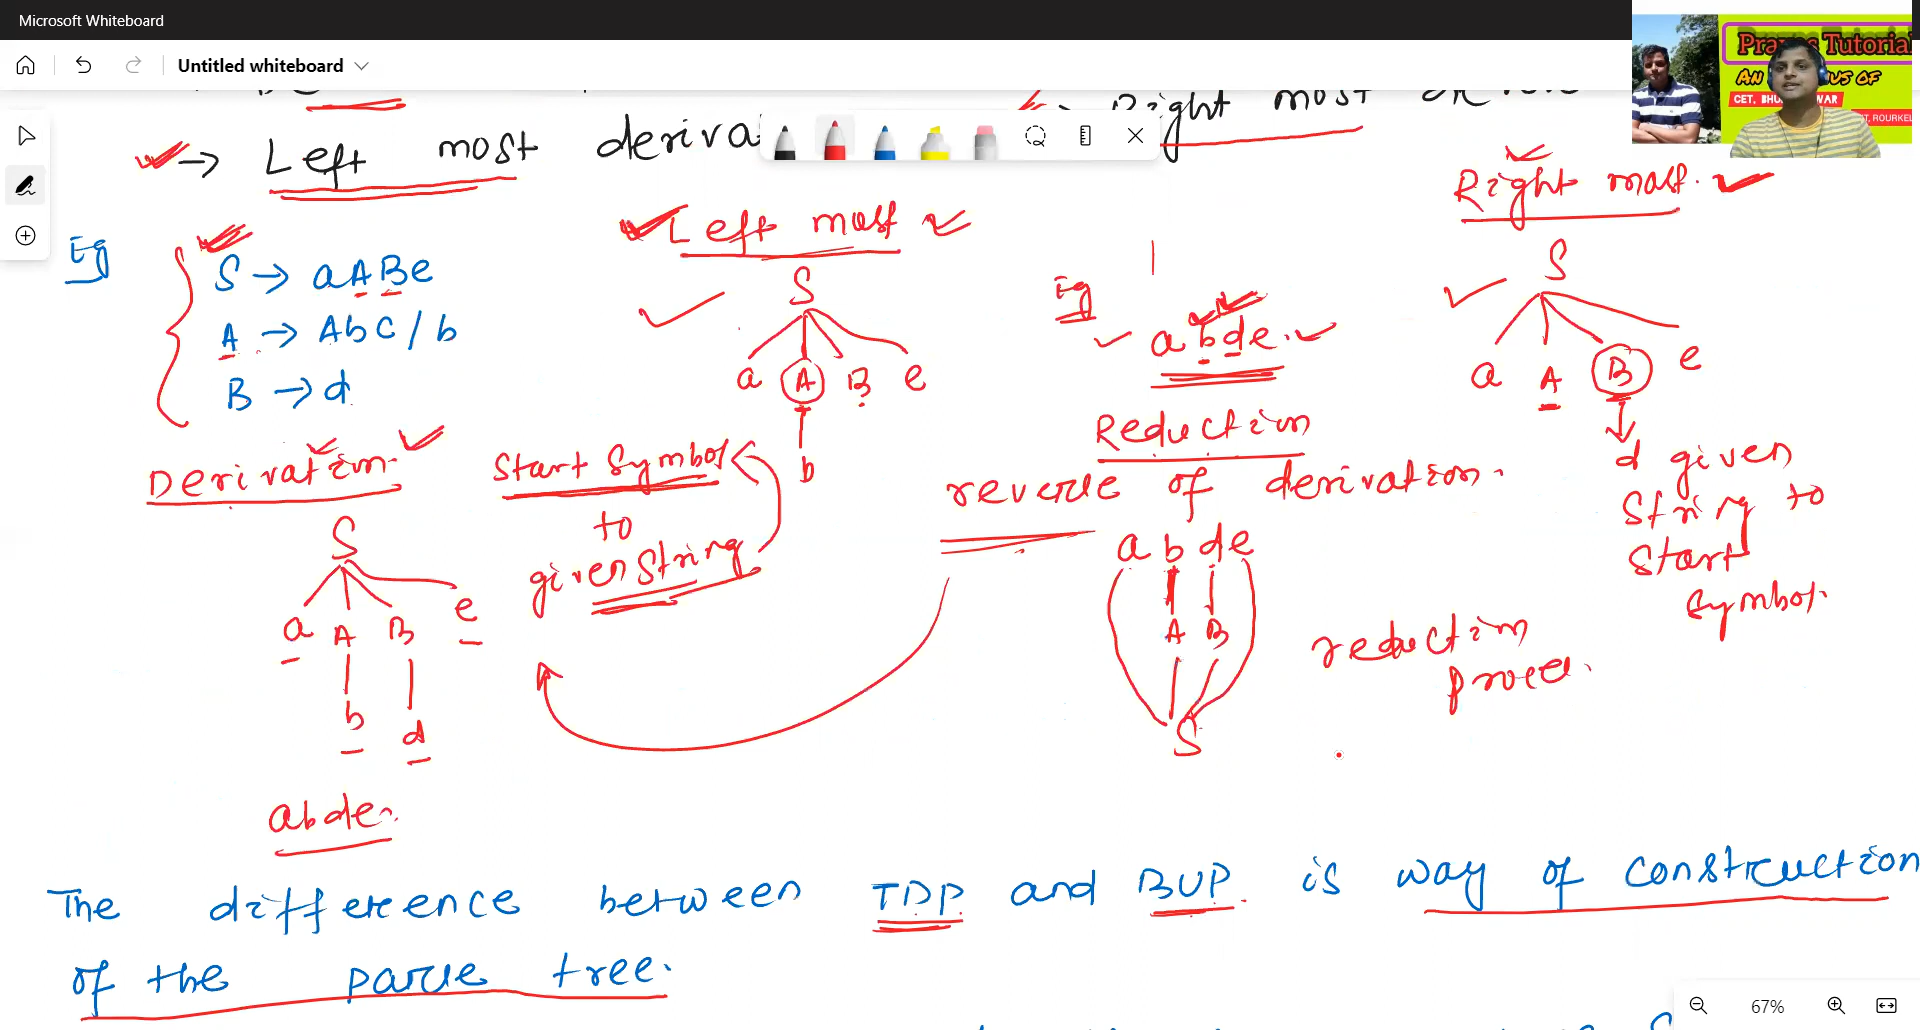 Microsoft Whiteboard
Untitled whiteboard
→ Left most deriva
Right most
Eg
S → aABe
A → Abc / b
B → d
Left most
S
a A B e
b
Eg
abde.
Right most.
S
a A B e
d given
String to
Start
Symbol.
Derivation
S
a A B e
b d
abde.
Start Symbol
to
given String
Reduction
reverse of derivation.
a b d e
A B
S
reduction
The difference between TDP and BUP is way of construction
of the parse tree.
67%